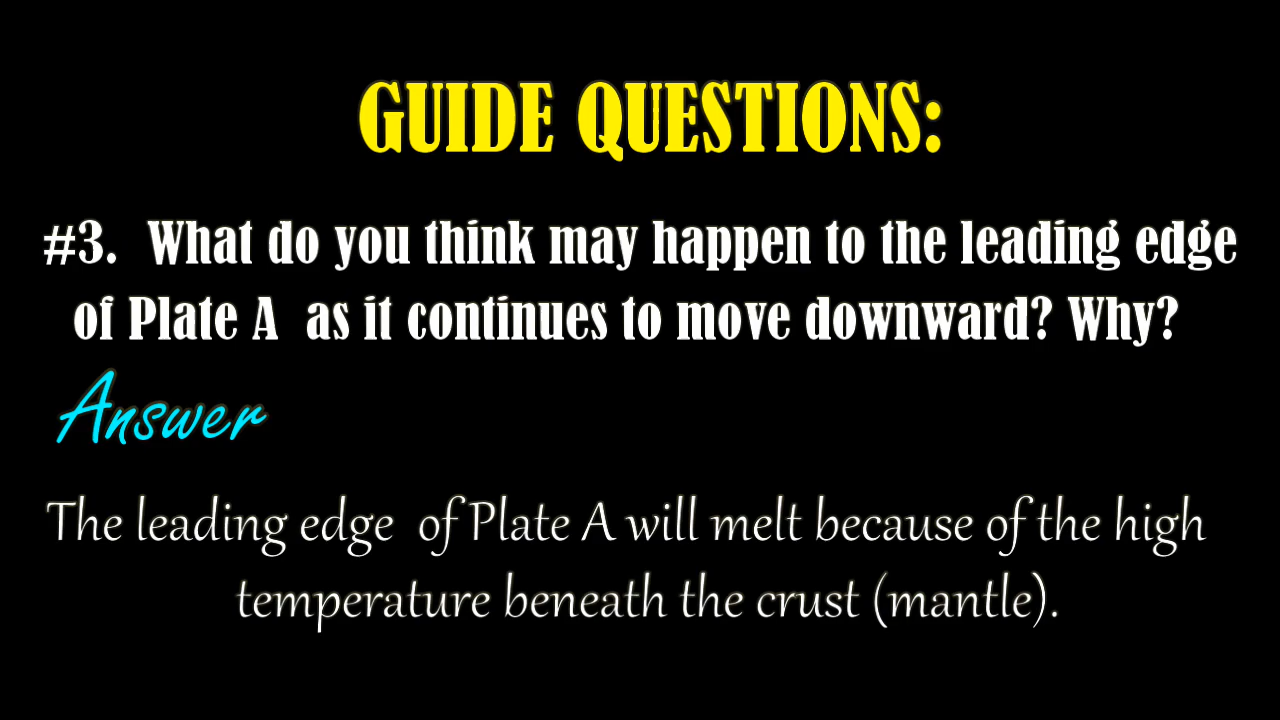 GUIDE QUESTIONS:
#3. What do you think may happen to the leading edge
of Plate A as it continues to move downward? Why?
Answer
The leading edge of Plate A will melt because of the high
temperature beneath the crust (mantle).